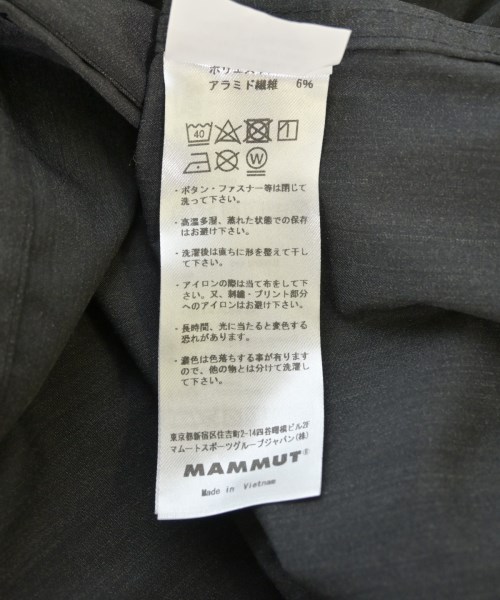 アラミド繊維 6%
40
W
・ボタン・ファスナー等は閉じて
洗って下さい。
・高温多湿、蒸れた状態での保存
はお避け下さい。
・洗濯後は直ちに形を整えて干し
て下さい。
・アイロンの際は当て布をして下
さい。又、刺繍・プリント部分
へのアイロンはお避け下さい。
・長時間、光に当たると変色する
恐れがあります。
・濃色は色落ちする事が有ります
ので、他の物とは分けて洗濯し
て下さい。
東京都新宿区住吉町2-14四谷曙橋ビル2F
マムートスポーツグループジャパン(株)
MAMMUT®
Made in Vietnam